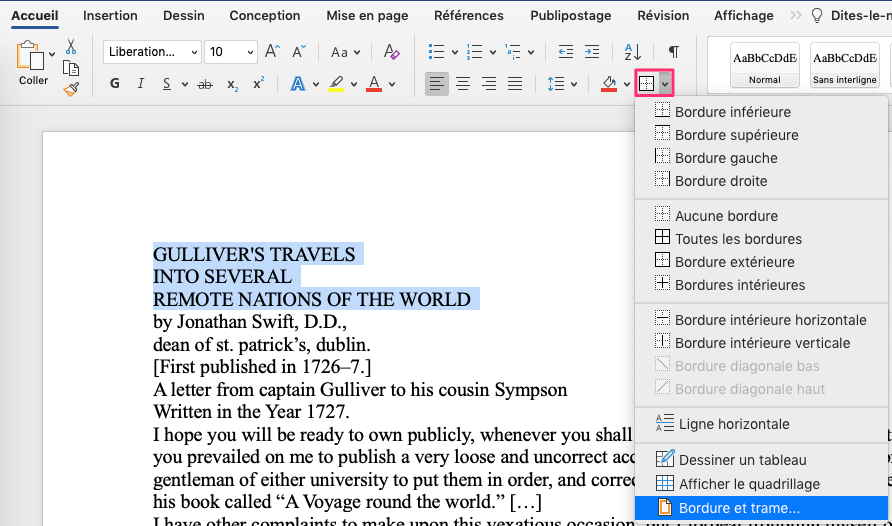 Accueil Insertion Dessin Conception Mise en page Références Publipostage Révision Affichage >> Dites-le-n
Coller
Liberation... 10 A^ Aˇ Aa A
G I S ab x₂ x² A A
A Z ¶
AaBbCcDdE AaBbCcDdE
Normal Sans interligne
Bordure inférieure
Bordure supérieure
Bordure gauche
Bordure droite
Aucune bordure
Toutes les bordures
Bordure extérieure
Bordures intérieures
Bordure intérieure horizontale
Bordure intérieure verticale
Bordure diagonale bas
Bordure diagonale haut
Ligne horizontale
Dessiner un tableau
Afficher le quadrillage
Bordure et trame...
GULLIVER'S TRAVELS
INTO SEVERAL
REMOTE NATIONS OF THE WORLD
by Jonathan Swift, D.D.,
dean of st. patrick’s, dublin.
[First published in 1726–7.]
A letter from captain Gulliver to his cousin Sympson
Written in the Year 1727.
I hope you will be ready to own publicly, whenever you shall
you prevailed on me to publish a very loose and uncorrect
gentleman of either university to put them in order, and
his book called “A Voyage round the world.” […]
I have other complaints to make upon this vexatious occasion